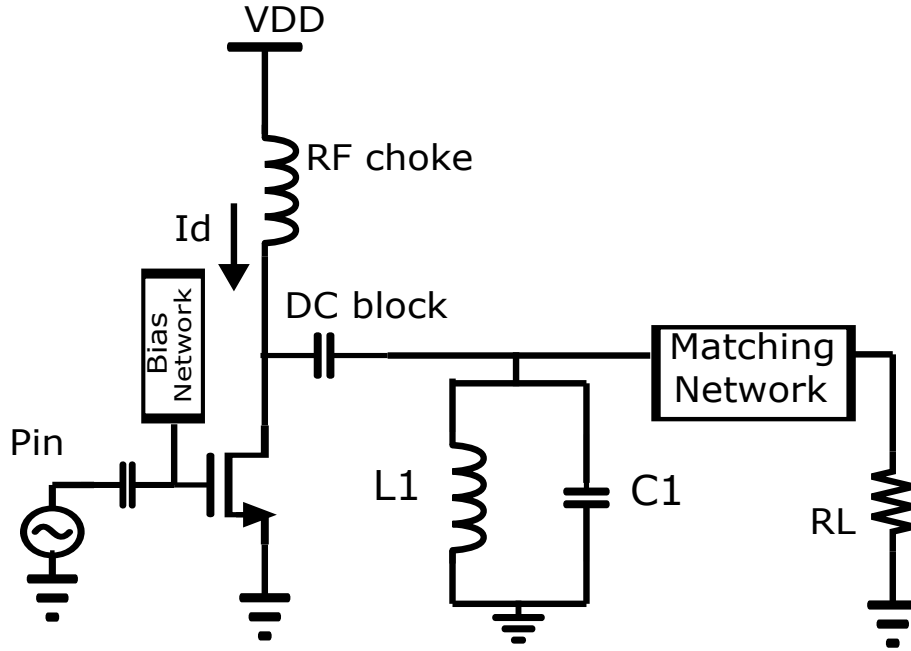 VDD
RF choke
Id
DC block
Bias
Network
Matching
Network
Pin
L1
C1
RL